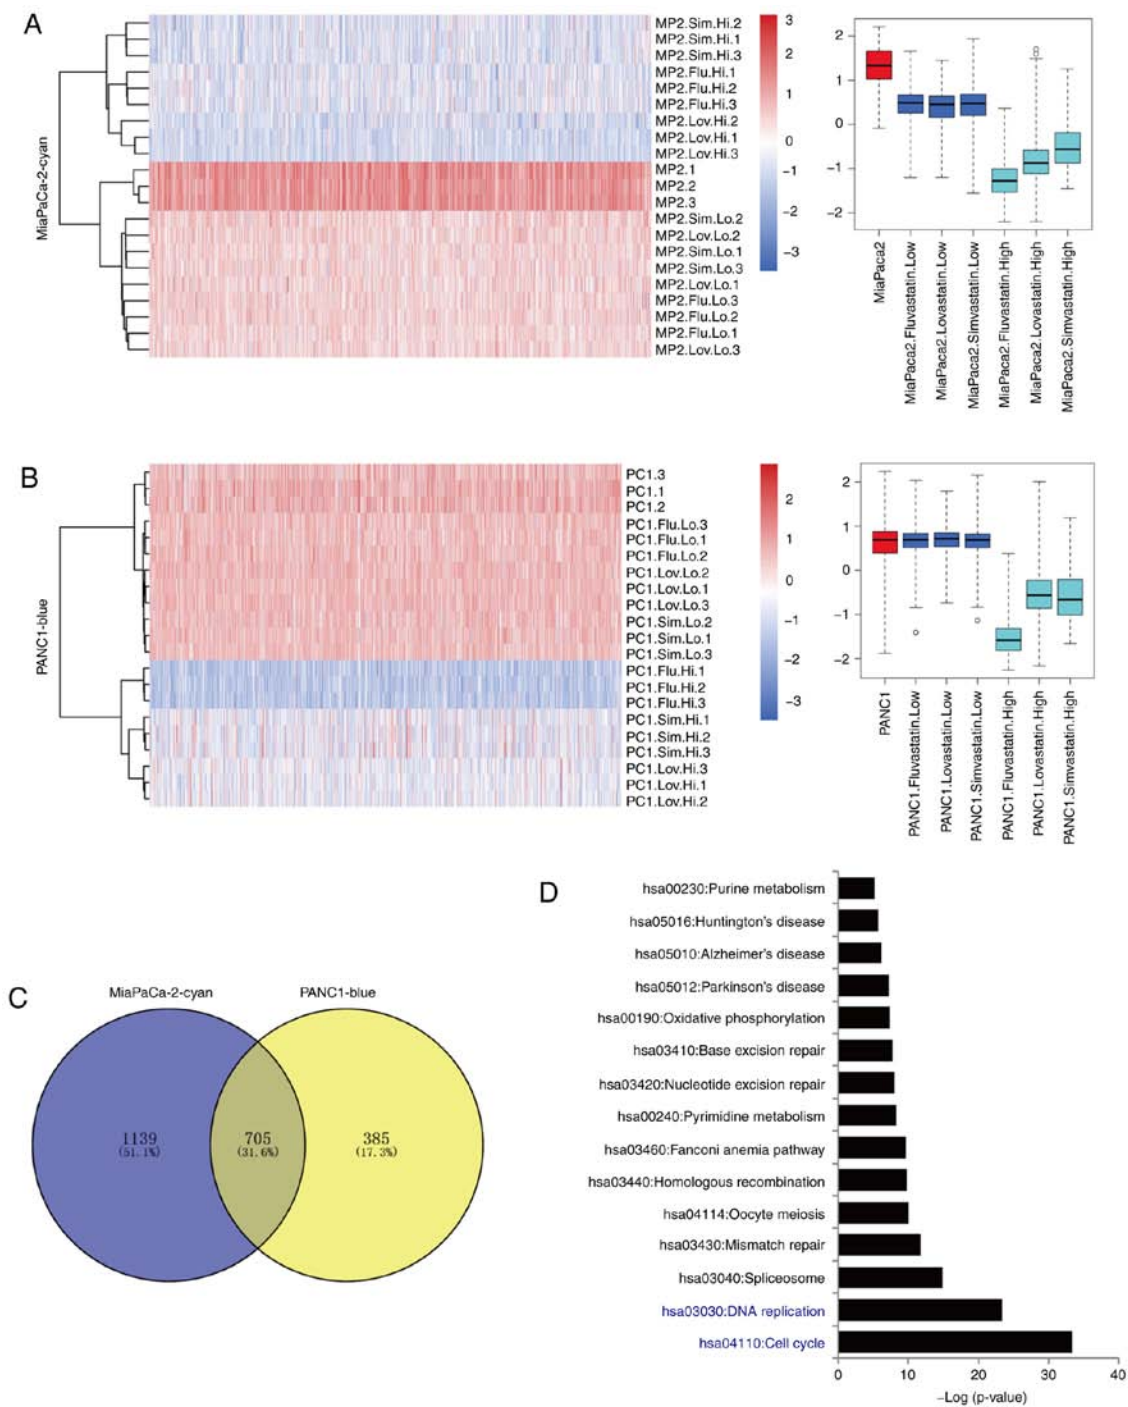 A
MiaPaCa-2-cyan
MP2.Sim.Hi.2
MP2.Sim.Hi.1
MP2.Sim.Hi.3
MP2.Flu.Hi.1
MP2.Flu.Hi.2
MP2.Flu.Hi.3
MP2.Lov.Hi.2
MP2.Lov.Hi.1
MP2.Lov.Hi.3
MP2.1
MP2.2
MP2.3
MP2.Sim.Lo.2
MP2.Lov.Lo.2
MP2.Sim.Lo.1
MP2.Sim.Lo.3
MP2.Lov.Lo.1
MP2.Flu.Lo.3
MP2.Flu.Lo.2
MP2.Flu.Lo.1
MP2.Lov.Lo.3
3
2
1
0
−1
−2
−3
2
1
0
−1
−2
MiaPaca2
MiaPaca2.Fluvastatin.Low
MiaPaca2.Lovastatin.Low
MiaPaca2.Simvastatin.Low
MiaPaca2.Fluvastatin.High
MiaPaca2.Lovastatin.High
MiaPaca2.Simvastatin.High
B
PANC1-blue
PC1.3
PC1.1
PC1.2
PC1.Flu.Lo.3
PC1.Flu.Lo.1
PC1.Flu.Lo.2
PC1.Lov.Lo.2
PC1.Lov.Lo.1
PC1.Lov.Lo.3
PC1.Sim.Lo.2
PC1.Sim.Lo.1
PC1.Sim.Lo.3
PC1.Flu.Hi.1
PC1.Flu.Hi.2
PC1.Flu.Hi.3
PC1.Sim.Hi.1
PC1.Sim.Hi.2
PC1.Sim.Hi.3
PC1.Lov.Hi.3
PC1.Lov.Hi.1
PC1.Lov.Hi.2
2
1
0
−1
−2
−3
2
1
0
−1
−2
PANC1
PANC1.Fluvastatin.Low
PANC1.Lovastatin.Low
PANC1.Simvastatin.Low
PANC1.Fluvastatin.High
PANC1.Lovastatin.High
PANC1.Simvastatin.High
C
MiaPaCa-2-cyan
PANC1-blue
1139
(51.1%)
705
(31.6%)
385
(17.3%)
D
hsa00230:Purine metabolism
hsa05016:Huntington's disease
hsa05010:Alzheimer's disease
hsa05012:Parkinson's disease
hsa00190:Oxidative phosphorylation
hsa03410:Base excision repair
hsa03420:Nucleotide excision repair
hsa00240:Pyrimidine metabolism
hsa03460:Fanconi anemia pathway
hsa03440:Homologous recombination
hsa04114:Oocyte meiosis
hsa03430:Mismatch repair
hsa03040:Spliceosome
hsa03030:DNA replication
hsa04110:Cell cycle
0 10 20 30 40
−Log (p-value)